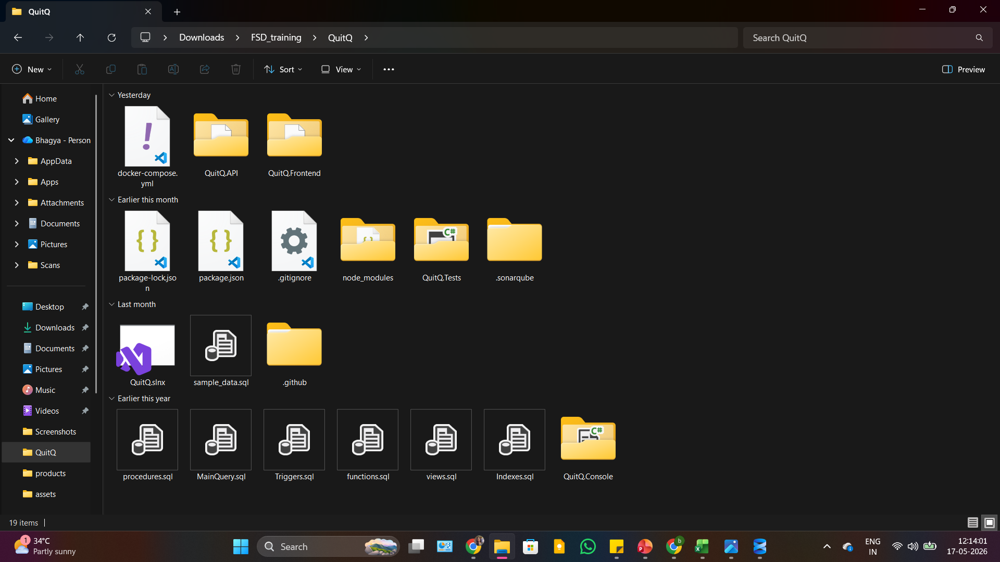 QuitQ
Downloads
FSD_training
QuitQ
Search QuitQ
New
Sort
View
Preview
Home
Gallery
Bhagya - Person
AppData
Apps
Attachments
Documents
Pictures
Scans
Desktop
Downloads
Documents
Pictures
Music
Videos
Screenshots
QuitQ
products
assets
Yesterday
docker-compose.
yml
QuitQ.API
QuitQ.Frontend
Earlier this month
package-lock.jso
n
package.json
.gitignore
node_modules
C#
QuitQ.Tests
.sonarqube
Last month
QuitQ.slnx
sample_data.sql
.github
Earlier this year
procedures.sql
MainQuery.sql
Triggers.sql
functions.sql
views.sql
Indexes.sql
C#
QuitQ.Console
19 items
1
34°C
Partly sunny
Search
b
ENG
IN
12:14:01
17-05-2026